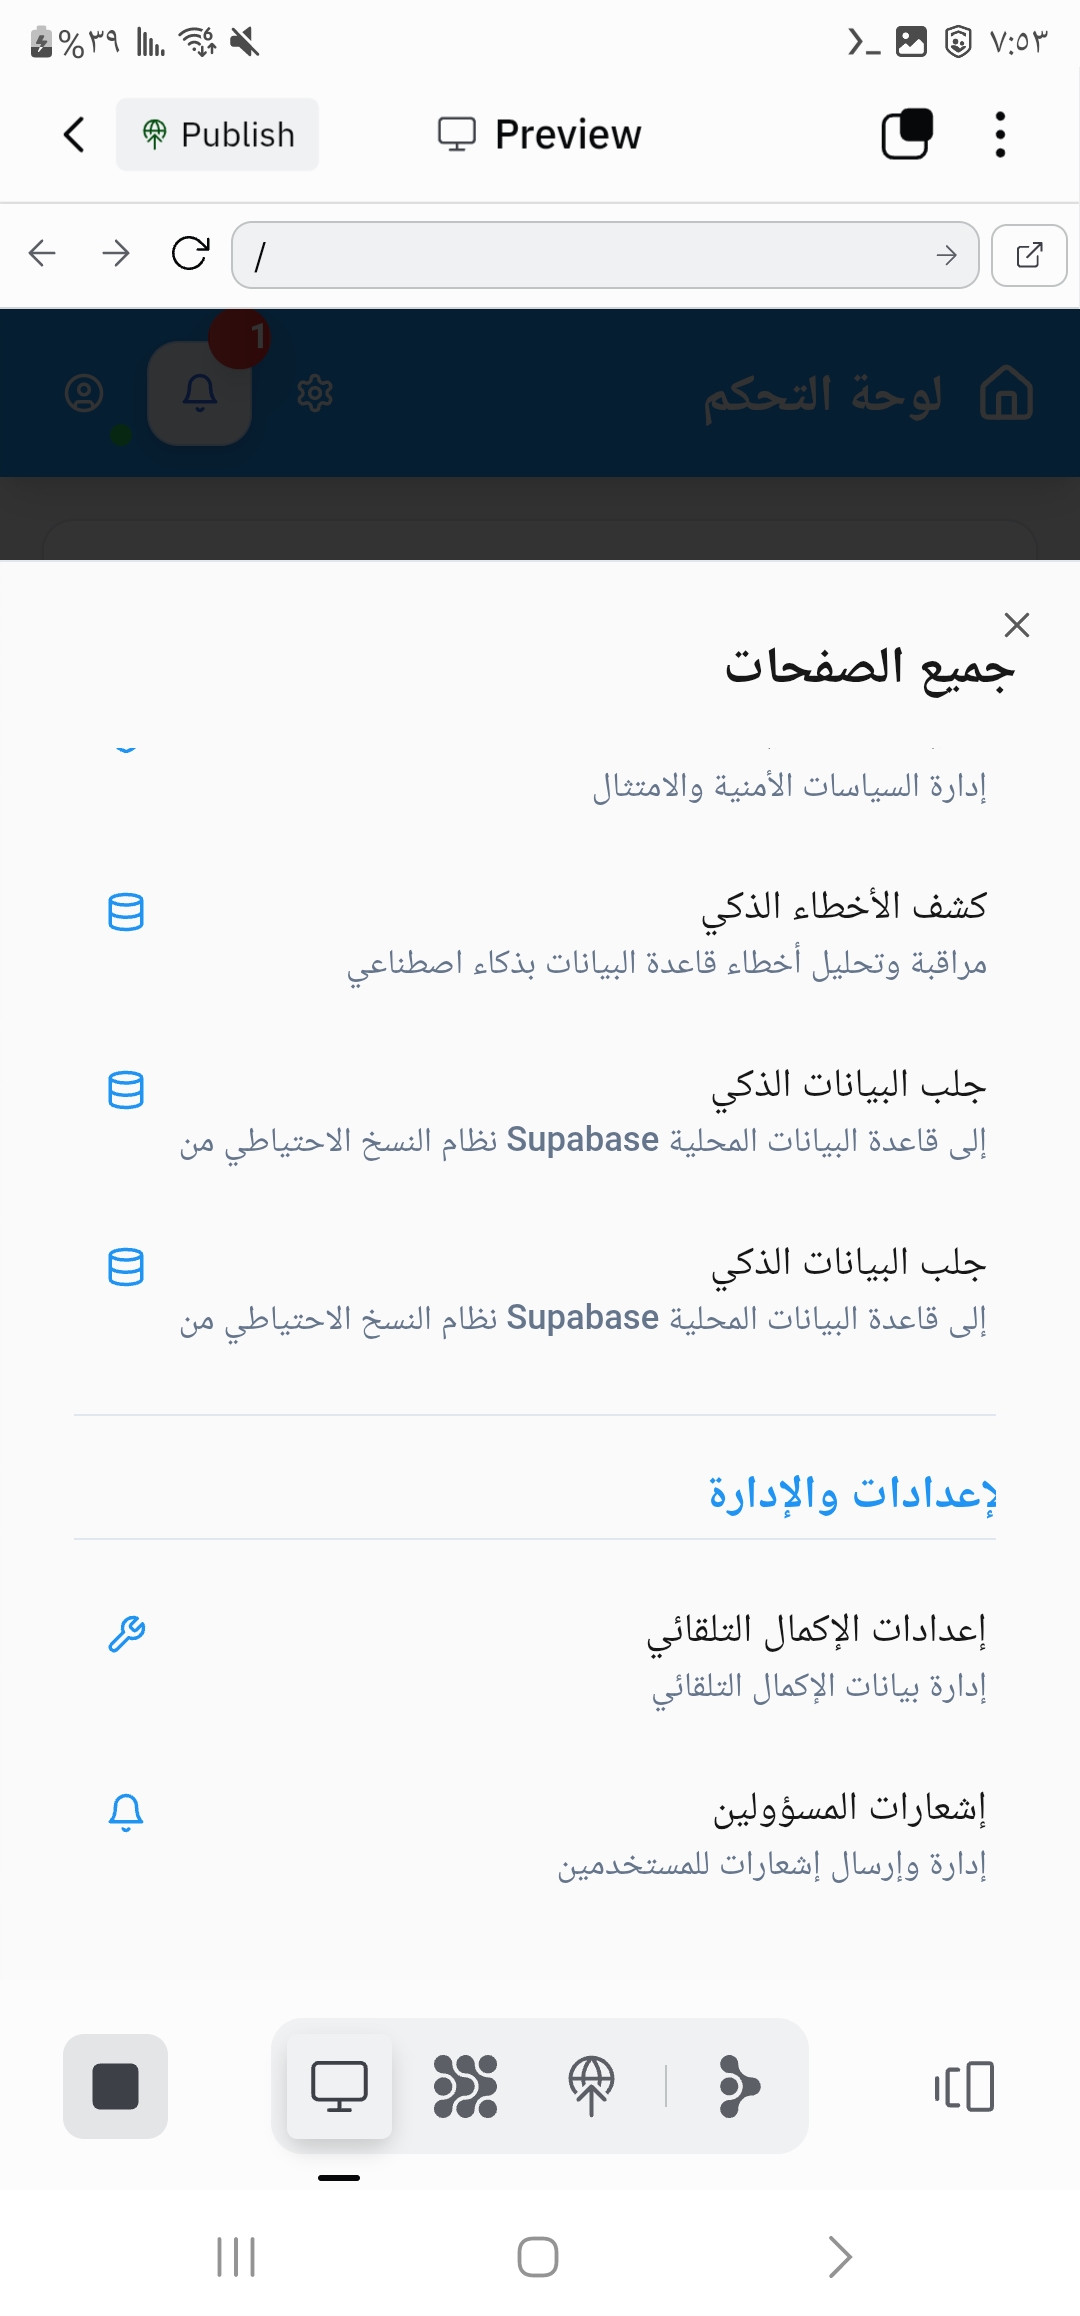 %٣٩
٧:٥٣
Publish
Preview
/
1
لوحة التحكم
جميع الصفحات
إدارة السياسات الأمنية والامتثال
كشف الأخطاء الذكي
مراقبة وتحليل أخطاء قاعدة البيانات بذكاء اصطناعي
جلب البيانات الذكي
إلى قاعدة البيانات المحلية Supabase نظام النسخ الاحتياطي من
جلب البيانات الذكي
إلى قاعدة البيانات المحلية Supabase نظام النسخ الاحتياطي من
لإعدادات والإدارة
إعدادات الإكمال التلقائي
إدارة بيانات الإكمال التلقائي
إشعارات المسؤولين
إدارة وإرسال إشعارات للمستخدمين